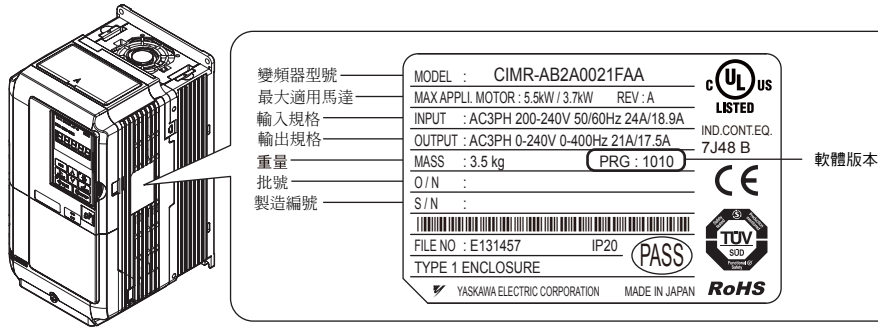 變頻器型號
最大適用馬達
輸入規格
輸出規格
重量
批號
製造編號
MODEL : CIMR-AB2A0021FAA
MAX APPLI. MOTOR : 5.5kW / 3.7kW REV : A
INPUT : AC3PH 200-240V 50/60Hz 24A/18.9A
OUTPUT : AC3PH 0-240V 0-400Hz 21A/17.5A
MASS : 3.5 kg PRG : 1010
O / N :
S / N :
FILE NO : E131457 IP20
PASS
TYPE 1 ENCLOSURE
YASKAWA ELECTRIC CORPORATION MADE IN JAPAN
C UL US
LISTED
IND.CONT.EQ.
7J48 B
CE
TÜV
SÜD
Functional
Safety
RoHS
軟體版本